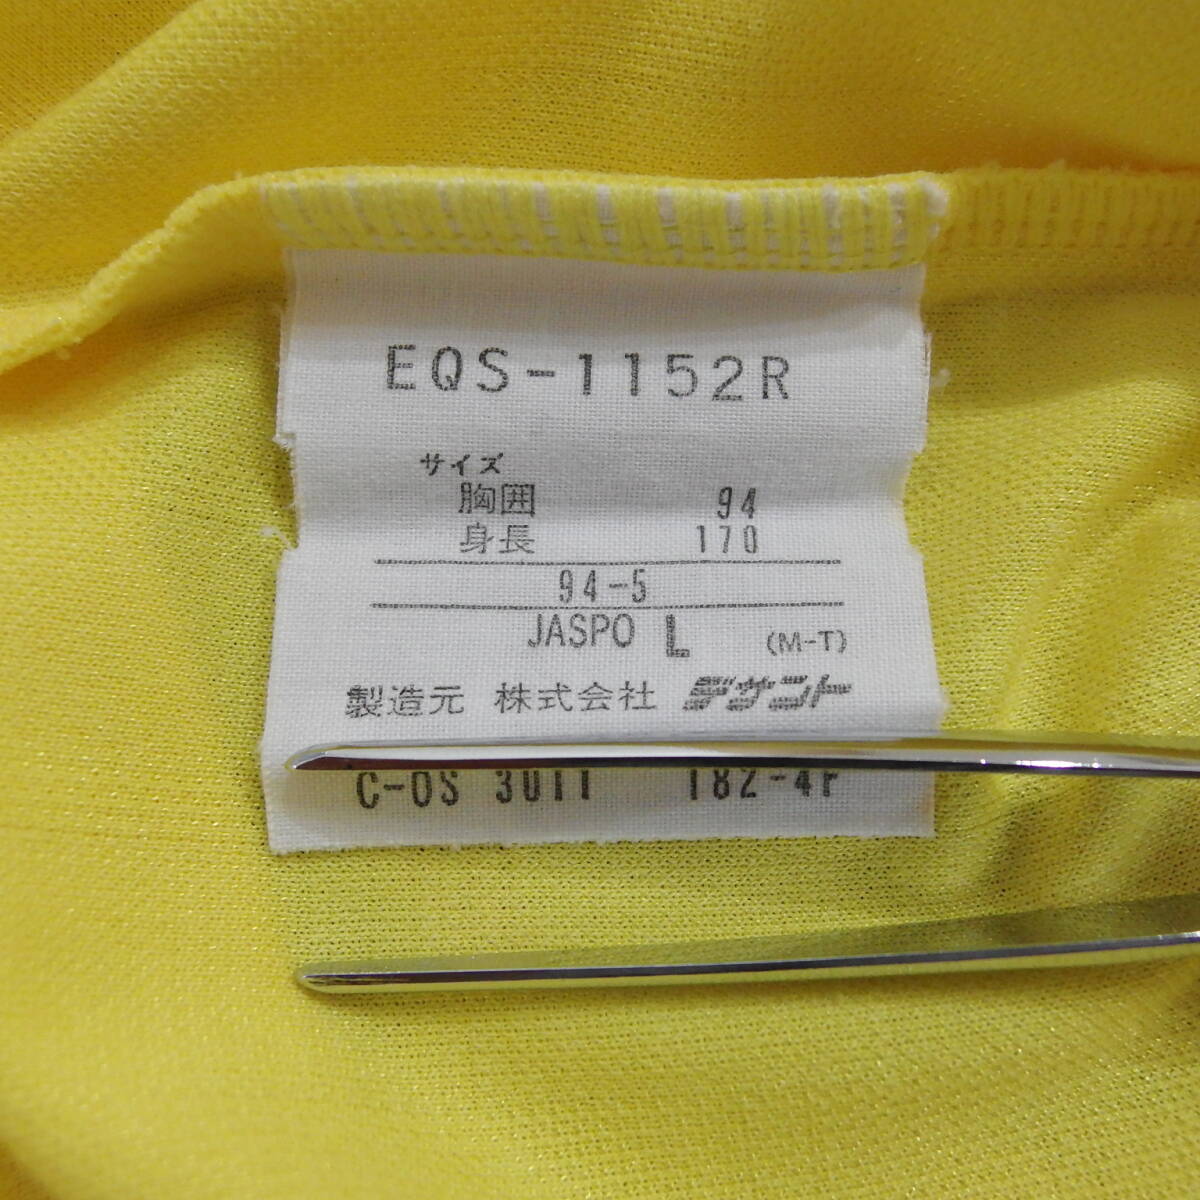 EQS-1152R
サイズ
胸囲 94
身長 170
94-5
JASPO L (M-T)
製造元 株式会社 デサント
C-OS 3011 182-4F